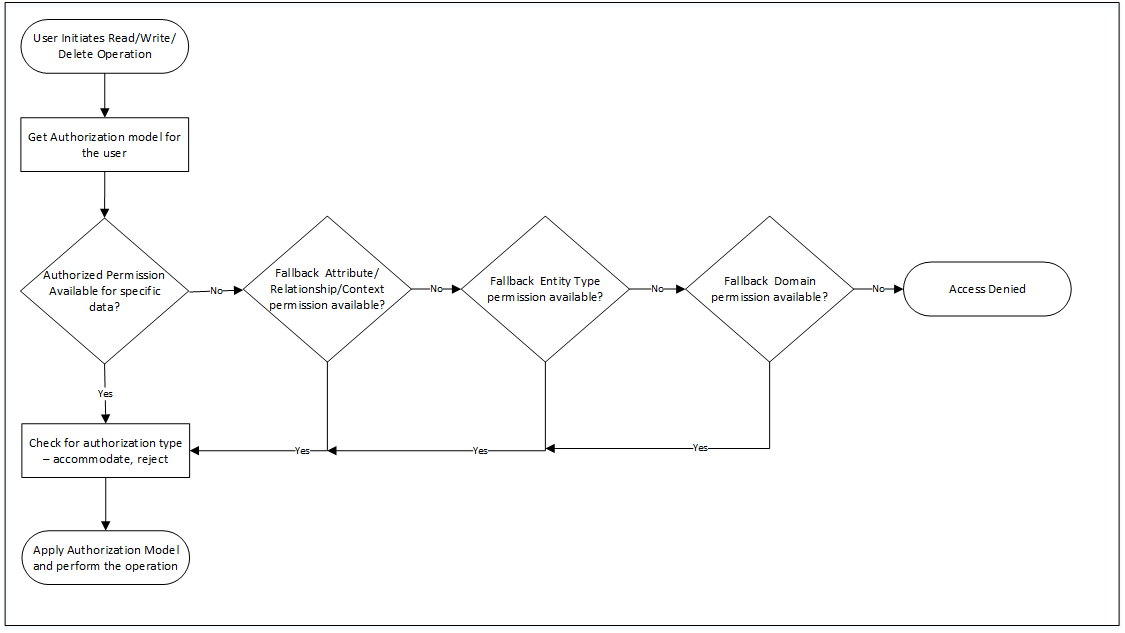 User Initiates Read/Write/
Delete Operation
Get Authorization model for
the user
Authorized Permission
Available for specific
data?
No
Fallback Attribute/
Relationship/Context
permission available?
No
Fallback Entity Type
permission available?
No
Fallback Domain
permission available?
No
Access Denied
Yes
Check for authorization type
– accommodate, reject
Yes
Yes
Yes
Apply Authorization Model
and perform the operation